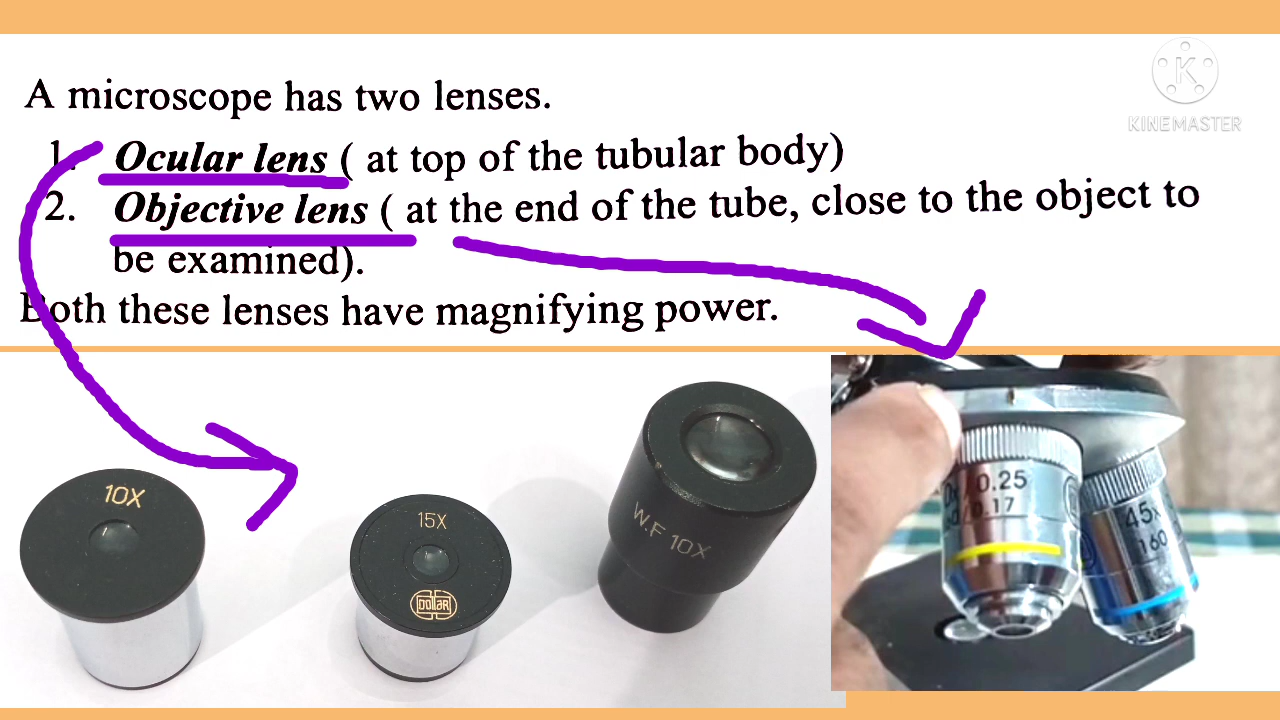 A microscope has two lenses.
KINEMASTER
1. Ocular lens ( at top of the tubular body)
2. Objective lens ( at the end of the tube, close to the object to
be examined).
Both these lenses have magnifying power.
10X
15X
DOLLAR
W.F 10X
0x / 0.25
/0.17
45x
160